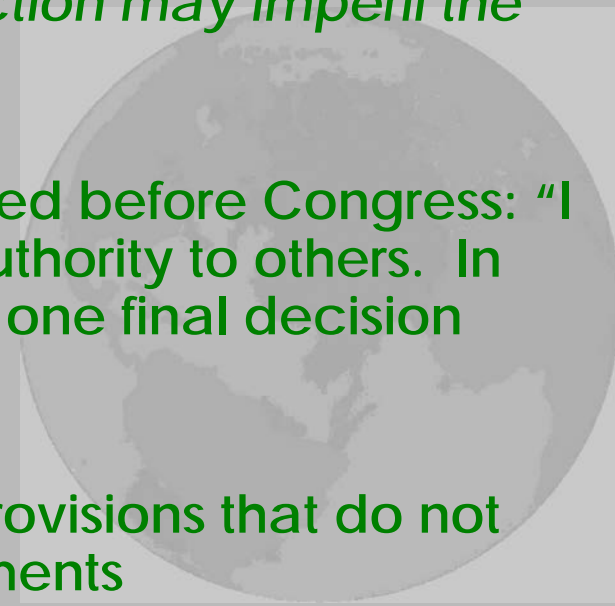 ction may imperil the
ed before Congress: “I
uthority to others.  In
one final decision
rovisions that do not
nents